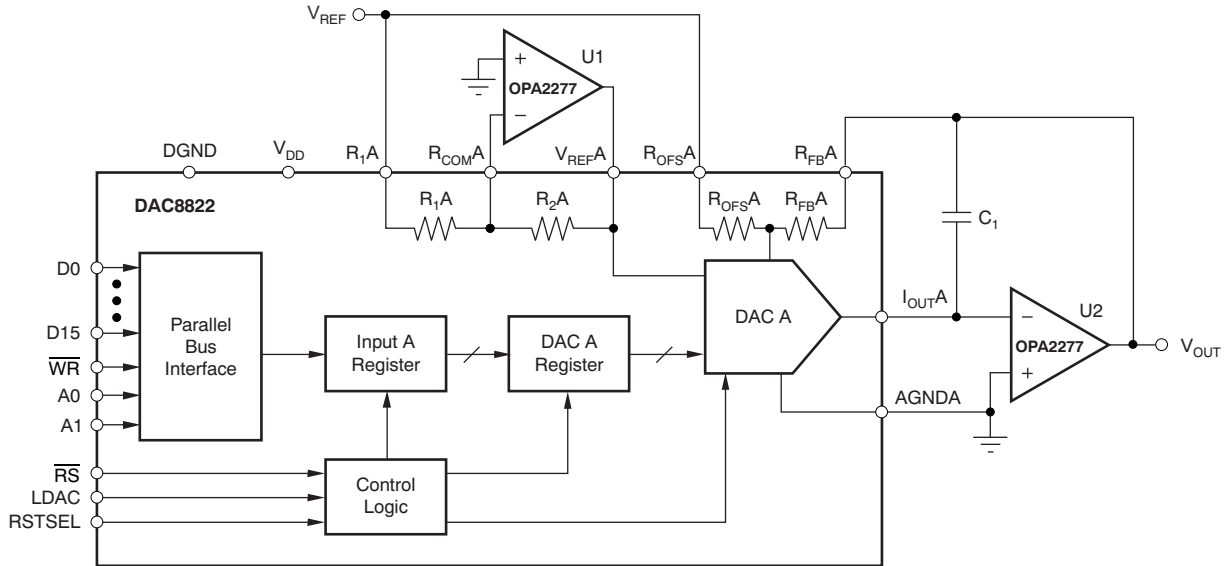 V_REF
U1
+
OPA2277
−
DGND
V_DD
R_1A
R_COMA
V_REFA
R_OFSA
R_FBA
DAC8822
R_1A
R_2A
R_OFSA
R_FBA
C_1
D0
D15
WR
A0
A1
Parallel
Bus
Interface
Input A
Register
DAC A
Register
DAC A
I_OUTA
U2
−
OPA2277
+
V_OUT
AGNDA
RS
LDAC
RSTSEL
Control
Logic